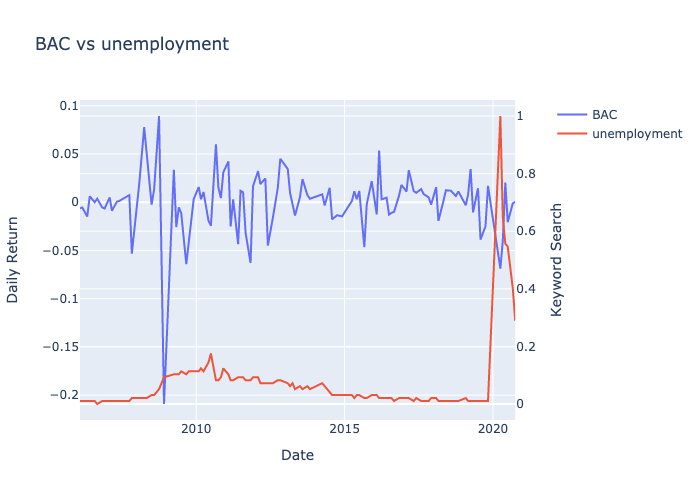 BAC vs unemployment
0.1
0.05
0
−0.05
−0.1
−0.15
−0.2
Daily Return
1
0.8
0.6
0.4
0.2
0
Keyword Search
2010
2015
2020
Date
BAC
unemployment